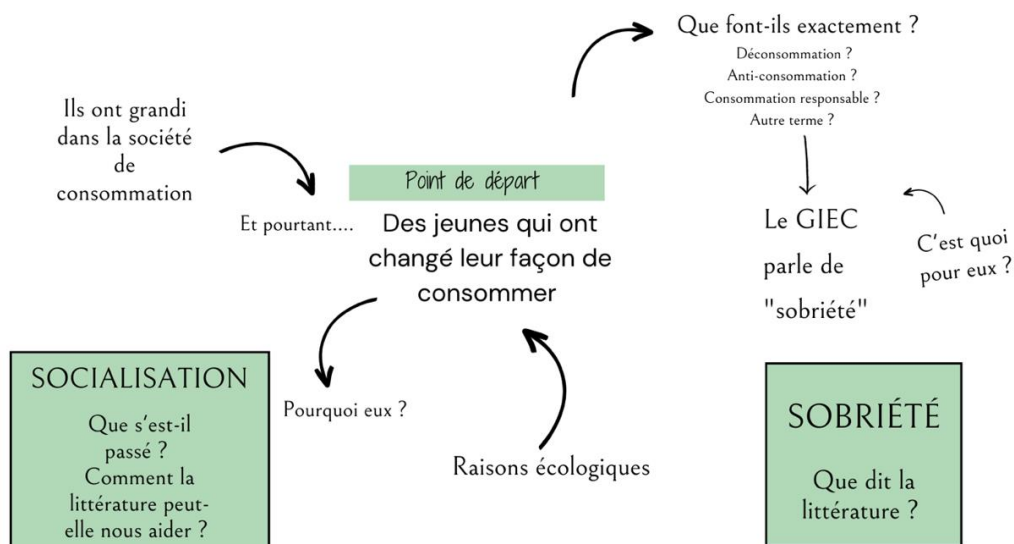 Que font-ils exactement ?
Déconsommation ?
Anti-consommation ?
Consommation responsable ?
Autre terme ?
Ils ont grandi
dans la société
de
consommation
Point de départ
Et pourtant....
Des jeunes qui ont
changé leur façon de
consommer
Le GIEC
parle de
"sobriété"
C'est quoi
pour eux ?
SOCIALISATION
Que s'est-il
passé ?
Comment la
littérature peut-
elle nous aider ?
Pourquoi eux ?
Raisons écologiques
SOBRIÉTÉ
Que dit la
littérature ?